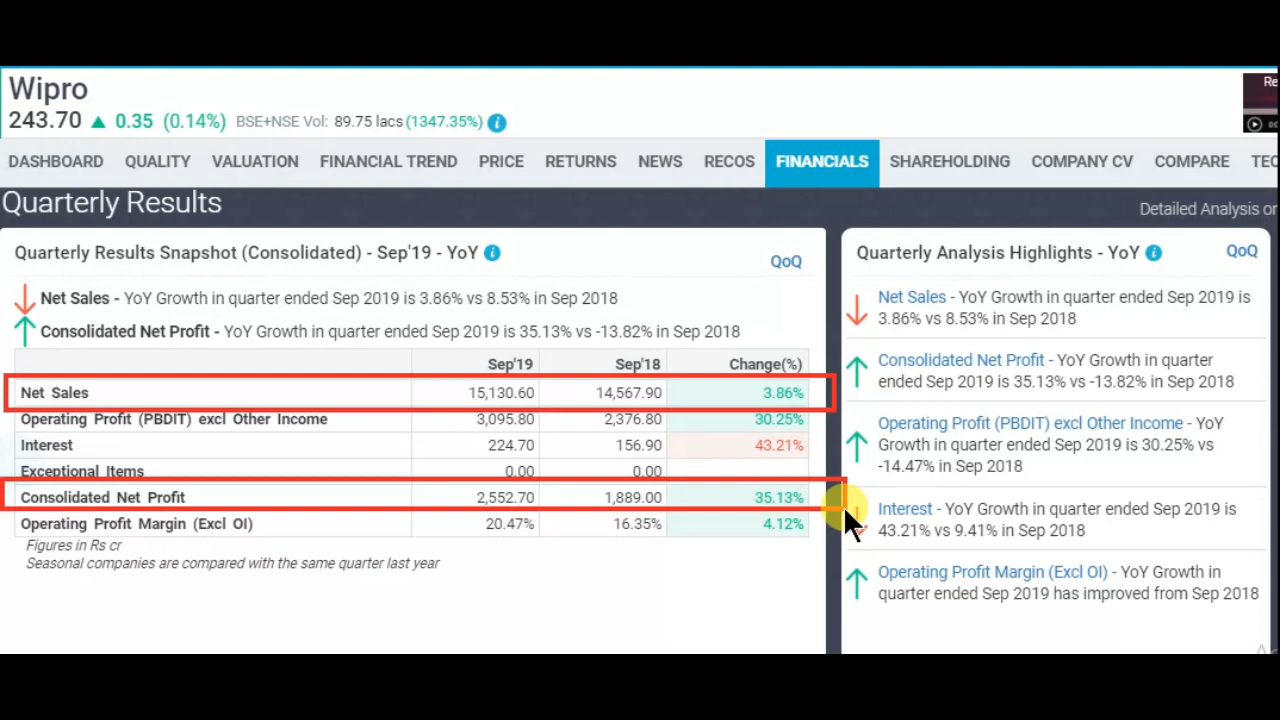 Wipro
243.70 ▲ 0.35 (0.14%) BSE+NSE Vol: 89.75 lacs (1347.35%) i
Re
DASHBOARD QUALITY VALUATION FINANCIAL TREND PRICE RETURNS NEWS RECOS FINANCIALS SHAREHOLDING COMPANY CV COMPARE TEC
Quarterly Results
Detailed Analysis or
Quarterly Results Snapshot (Consolidated) - Sep'19 - YoY i
QoQ
Net Sales - YoY Growth in quarter ended Sep 2019 is 3.86% vs 8.53% in Sep 2018
Consolidated Net Profit - YoY Growth in quarter ended Sep 2019 is 35.13% vs -13.82% in Sep 2018
Sep'19 Sep'18 Change(%)
Net Sales 15,130.60 14,567.90 3.86%
Operating Profit (PBDIT) excl Other Income 3,095.80 2,376.80 30.25%
Interest 224.70 156.90 43.21%
Exceptional Items 0.00 0.00
Consolidated Net Profit 2,552.70 1,889.00 35.13%
Operating Profit Margin (Excl OI) 20.47% 16.35% 4.12%
Figures in Rs cr
Seasonal companies are compared with the same quarter last year
Quarterly Analysis Highlights - YoY i
QoQ
Net Sales - YoY Growth in quarter ended Sep 2019 is
3.86% vs 8.53% in Sep 2018
Consolidated Net Profit - YoY Growth in quarter
ended Sep 2019 is 35.13% vs -13.82% in Sep 2018
Operating Profit (PBDIT) excl Other Income - YoY
Growth in quarter ended Sep 2019 is 30.25% vs
-14.47% in Sep 2018
Interest - YoY Growth in quarter ended Sep 2019 is
43.21% vs 9.41% in Sep 2018
Operating Profit Margin (Excl OI) - YoY Growth in
quarter ended Sep 2019 has improved from Sep 2018